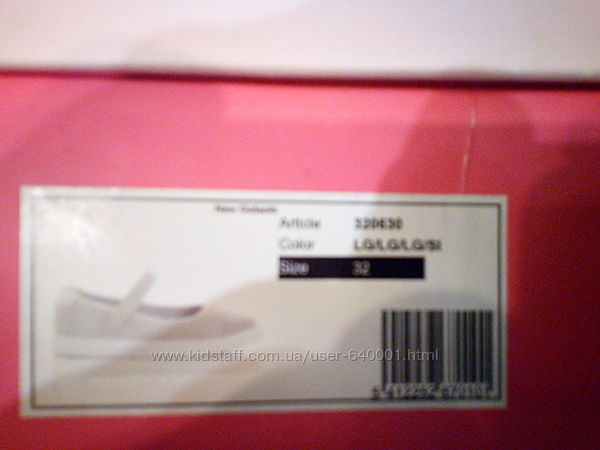 Article 320630
Color LG/LG/LG/SI
Size 32
www.kidstaff.com.ua/user-640001.html